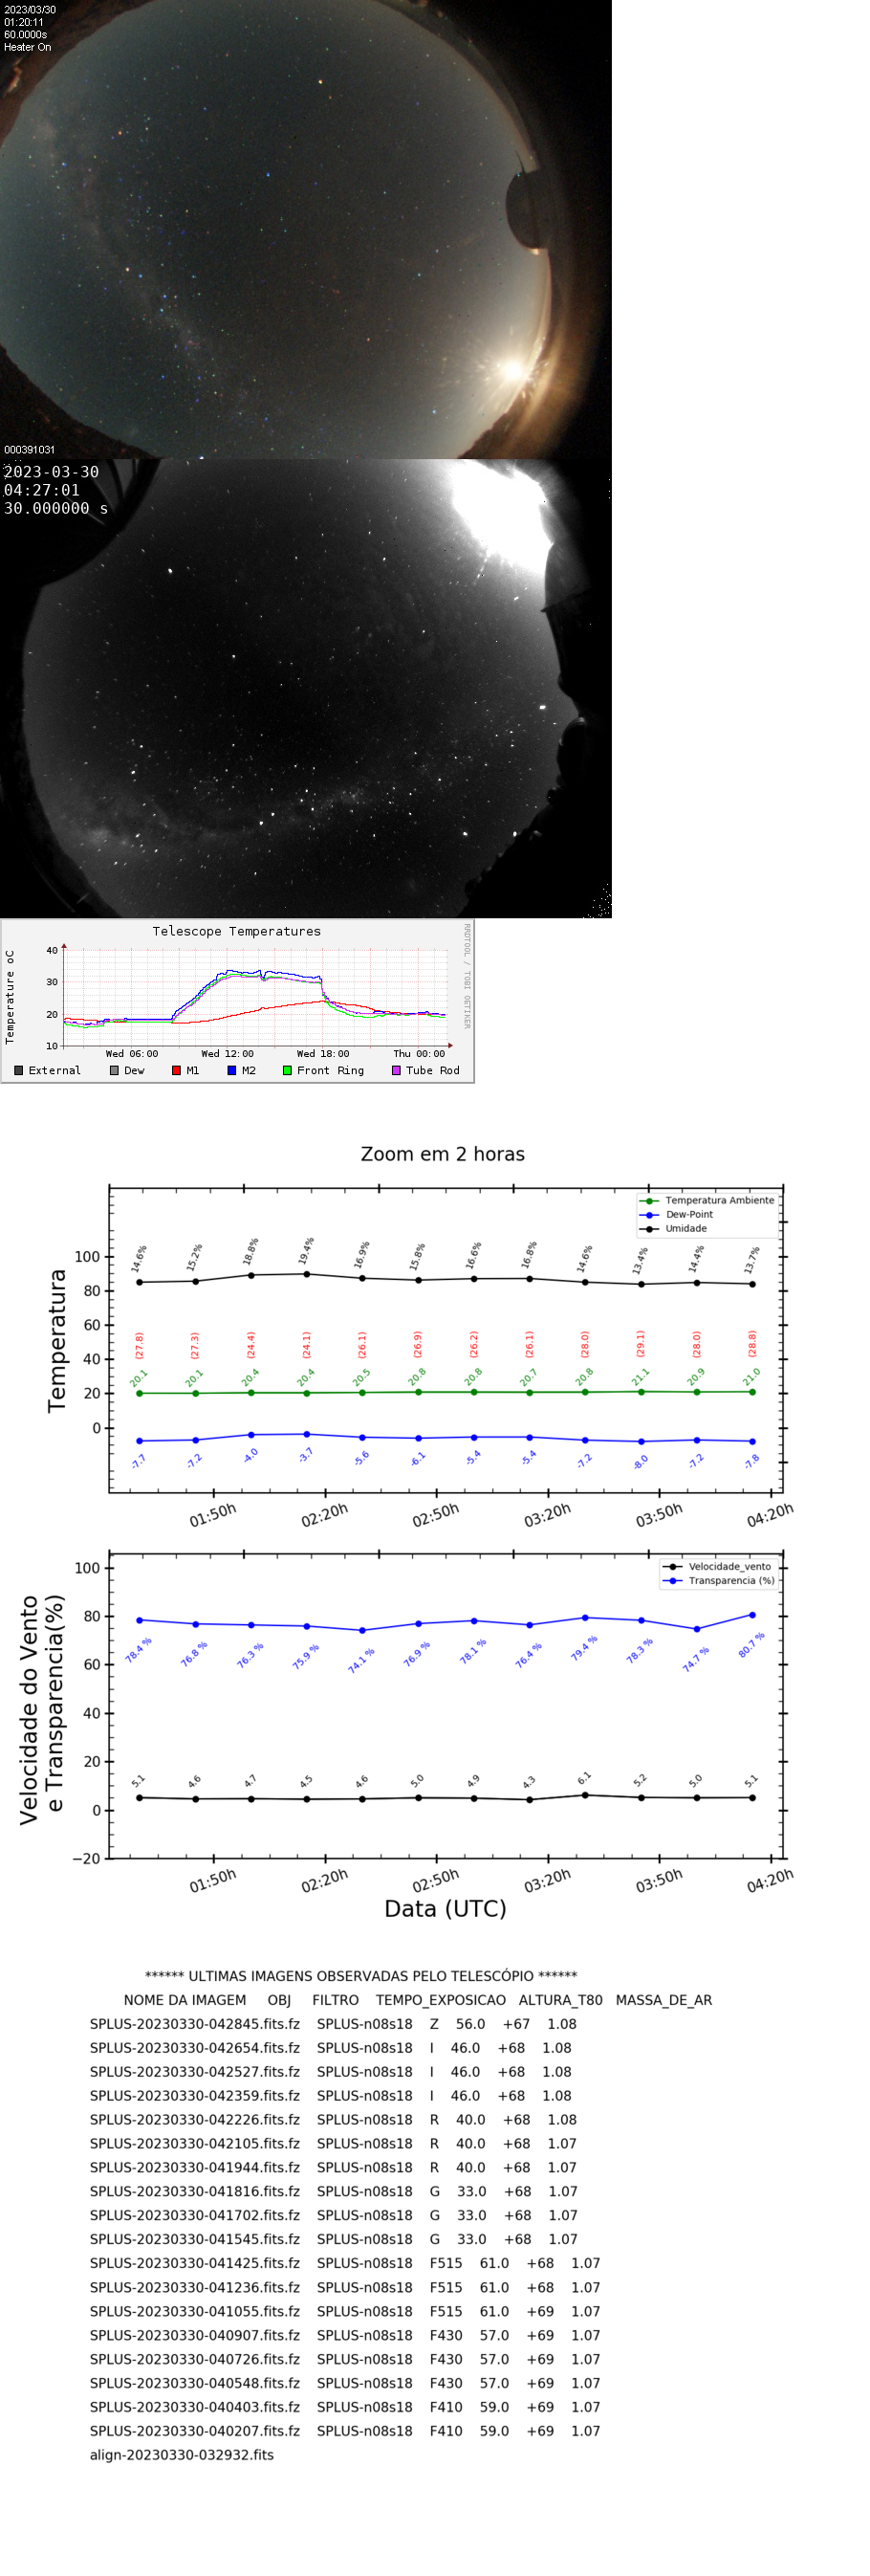 2023/03/30
01:20:11
60.0000s
Heater On
000391031
2023-03-30
04:27:01
30.000000 s
Telescope Temperatures
RRDTOOL / TOBI OETIKER
Temperature oC
40
30
20
10
Wed 06:00 Wed 12:00 Wed 18:00 Thu 00:00
External Dew M1 M2 Front Ring Tube Rod
Zoom em 2 horas
Temperatura Ambiente
Dew-Point
Umidade
Temperatura
100
80
60
40
20
0
14.6% 15.2% 18.8% 19.4% 16.9% 15.8% 16.6% 16.8% 14.6% 13.4% 14.4% 13.7%
(27.8) (27.3) (24.4) (24.1) (26.1) (26.9) (26.2) (26.1) (28.0) (29.1) (28.0) (28.8)
20.1 20.1 20.4 20.4 20.5 20.8 20.8 20.7 20.8 21.1 20.9 21.0
-7.7 -7.2 -4.0 -3.7 -5.6 -6.1 -5.4 -5.4 -7.2 -8.0 -7.2 -7.8
01:50h 02:20h 02:50h 03:20h 03:50h 04:20h
Velocidade_vento
Transparencia (%)
Velocidade do Vento
e Transparencia(%)
100
80
60
40
20
0
−20
78.4 % 76.8 % 76.3 % 75.9 % 74.1 % 76.9 % 78.1 % 76.4 % 79.4 % 78.3 % 74.7 % 80.7 %
5.1 4.6 4.7 4.5 4.6 5.0 4.9 4.3 6.1 5.2 5.0 5.1
01:50h 02:20h 02:50h 03:20h 03:50h 04:20h
Data (UTC)
****** ULTIMAS IMAGENS OBSERVADAS PELO TELESCÓPIO ******
NOME DA IMAGEM OBJ FILTRO TEMPO_EXPOSICAO ALTURA_T80 MASSA_DE_AR
SPLUS-20230330-042845.fits.fz SPLUS-n08s18 Z 56.0 +67 1.08
SPLUS-20230330-042654.fits.fz SPLUS-n08s18 I 46.0 +68 1.08
SPLUS-20230330-042527.fits.fz SPLUS-n08s18 I 46.0 +68 1.08
SPLUS-20230330-042359.fits.fz SPLUS-n08s18 I 46.0 +68 1.08
SPLUS-20230330-042226.fits.fz SPLUS-n08s18 R 40.0 +68 1.08
SPLUS-20230330-042105.fits.fz SPLUS-n08s18 R 40.0 +68 1.07
SPLUS-20230330-041944.fits.fz SPLUS-n08s18 R 40.0 +68 1.07
SPLUS-20230330-041816.fits.fz SPLUS-n08s18 G 33.0 +68 1.07
SPLUS-20230330-041702.fits.fz SPLUS-n08s18 G 33.0 +68 1.07
SPLUS-20230330-041545.fits.fz SPLUS-n08s18 G 33.0 +68 1.07
SPLUS-20230330-041425.fits.fz SPLUS-n08s18 F515 61.0 +68 1.07
SPLUS-20230330-041236.fits.fz SPLUS-n08s18 F515 61.0 +68 1.07
SPLUS-20230330-041055.fits.fz SPLUS-n08s18 F515 61.0 +69 1.07
SPLUS-20230330-040907.fits.fz SPLUS-n08s18 F430 57.0 +69 1.07
SPLUS-20230330-040726.fits.fz SPLUS-n08s18 F430 57.0 +69 1.07
SPLUS-20230330-040548.fits.fz SPLUS-n08s18 F430 57.0 +69 1.07
SPLUS-20230330-040403.fits.fz SPLUS-n08s18 F410 59.0 +69 1.07
SPLUS-20230330-040207.fits.fz SPLUS-n08s18 F410 59.0 +69 1.07
align-20230330-032932.fits